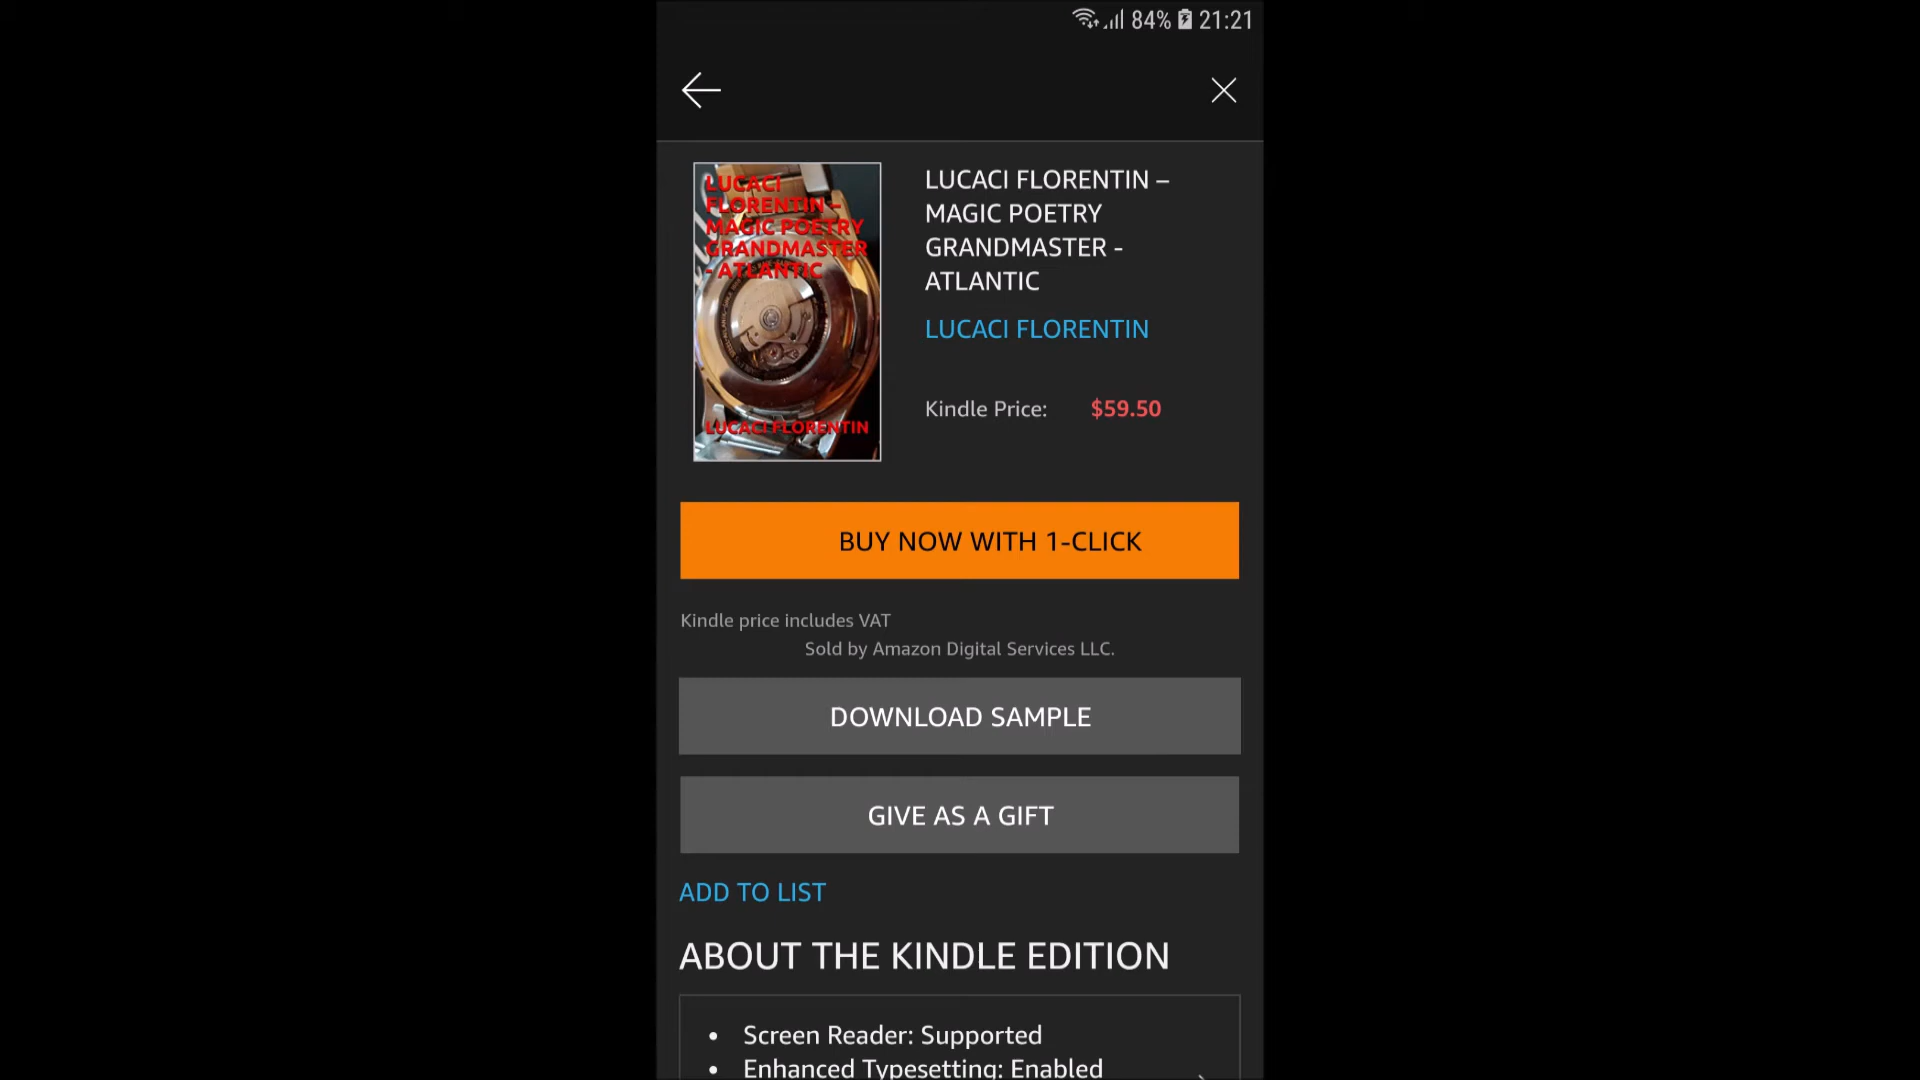 84% 21:21
LUCACI
FLORENTIN –
MAGIC POETRY
GRANDMASTER
- ATLANTIC
LUCACI FLORENTIN
LUCACI FLORENTIN –
MAGIC POETRY
GRANDMASTER -
ATLANTIC
LUCACI FLORENTIN
Kindle Price: $59.50
BUY NOW WITH 1-CLICK
Kindle price includes VAT
Sold by Amazon Digital Services LLC.
DOWNLOAD SAMPLE
GIVE AS A GIFT
ADD TO LIST
ABOUT THE KINDLE EDITION
• Screen Reader: Supported
• Enhanced Typesetting: Enabled